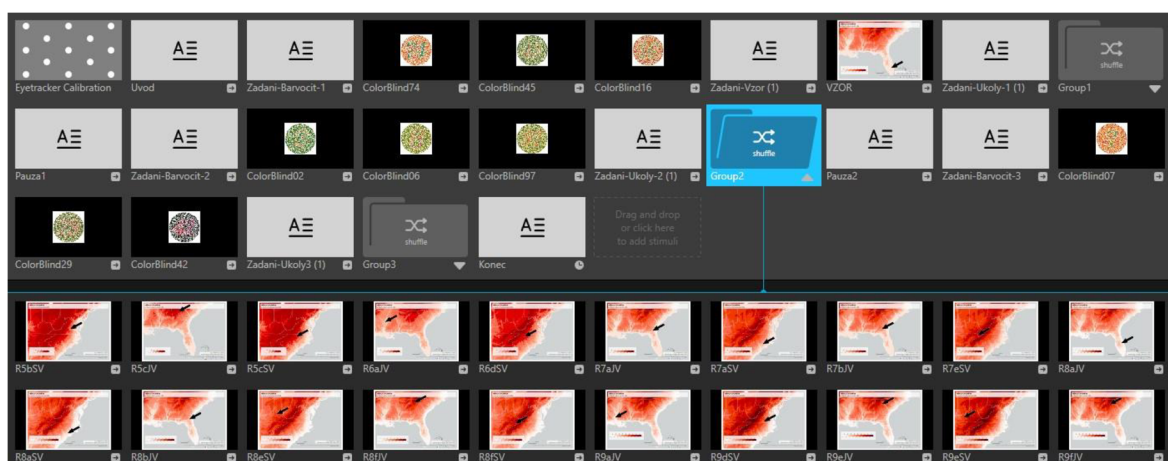 Eyetracker Calibration
Uvod
Zadani-Barvocit-1
ColorBlind74
ColorBlind45
ColorBlind16
Zadani-Vzor (1)
VZOR
Zadani-Ukoly-1 (1)
shuffle
Group1
Pauza1
Zadani-Barvocit-2
ColorBlind02
ColorBlind06
ColorBlind97
Zadani-Ukoly-2 (1)
shuffle
Group2
Pauza2
Zadani-Barvocit-3
ColorBlind07
ColorBlind29
ColorBlind42
Zadani-Ukoly3 (1)
shuffle
Group3
Konec
Drag and drop
or click here
to add stimuli
R5bSV
R5cJV
R5cSV
R6aJV
R6dSV
R7aJV
R7aSV
R7bJV
R7eSV
R8aJV
R8aSV
R8bJV
R8eSV
R8fJV
R8fSV
R9aJV
R9dSV
R9eJV
R9eSV
R9fJV